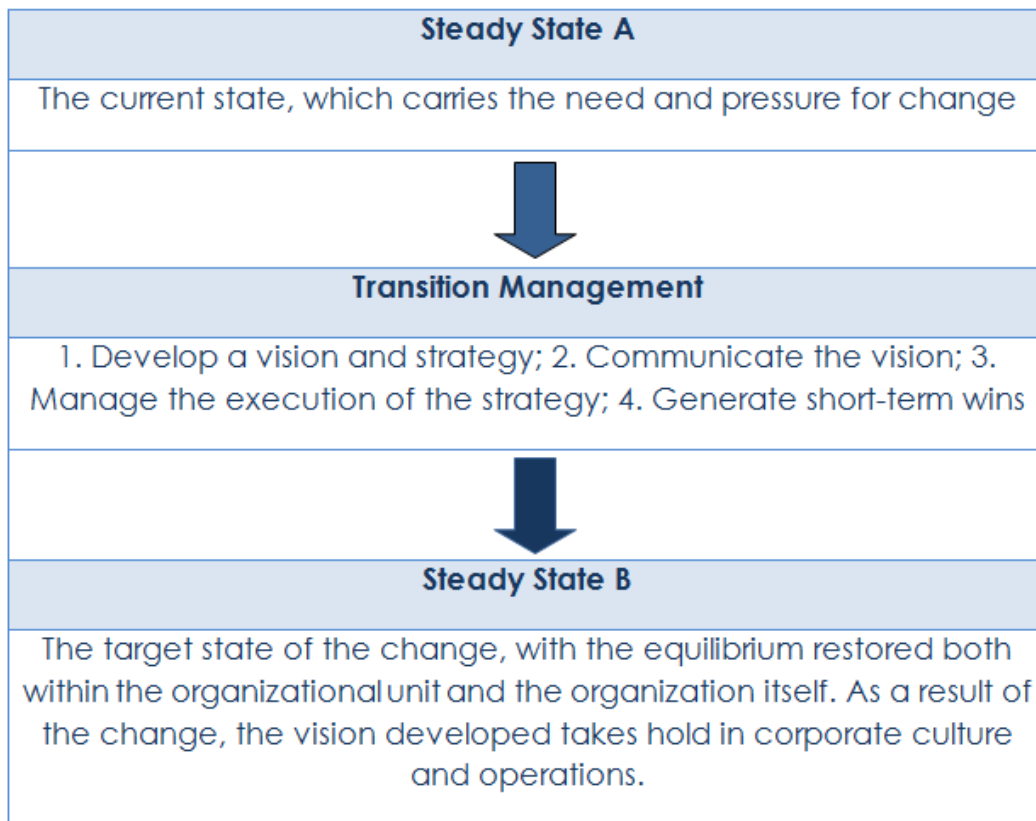 Steady State A
The current state, which carries the need and pressure for change
Transition Management
1. Develop a vision and strategy; 2. Communicate the vision; 3.
Manage the execution of the strategy; 4. Generate short-term wins
Steady State B
The target state of the change, with the equilibrium restored both
within the organizational unit and the organization itself. As a result of
the change, the vision developed takes hold in corporate culture
and operations.